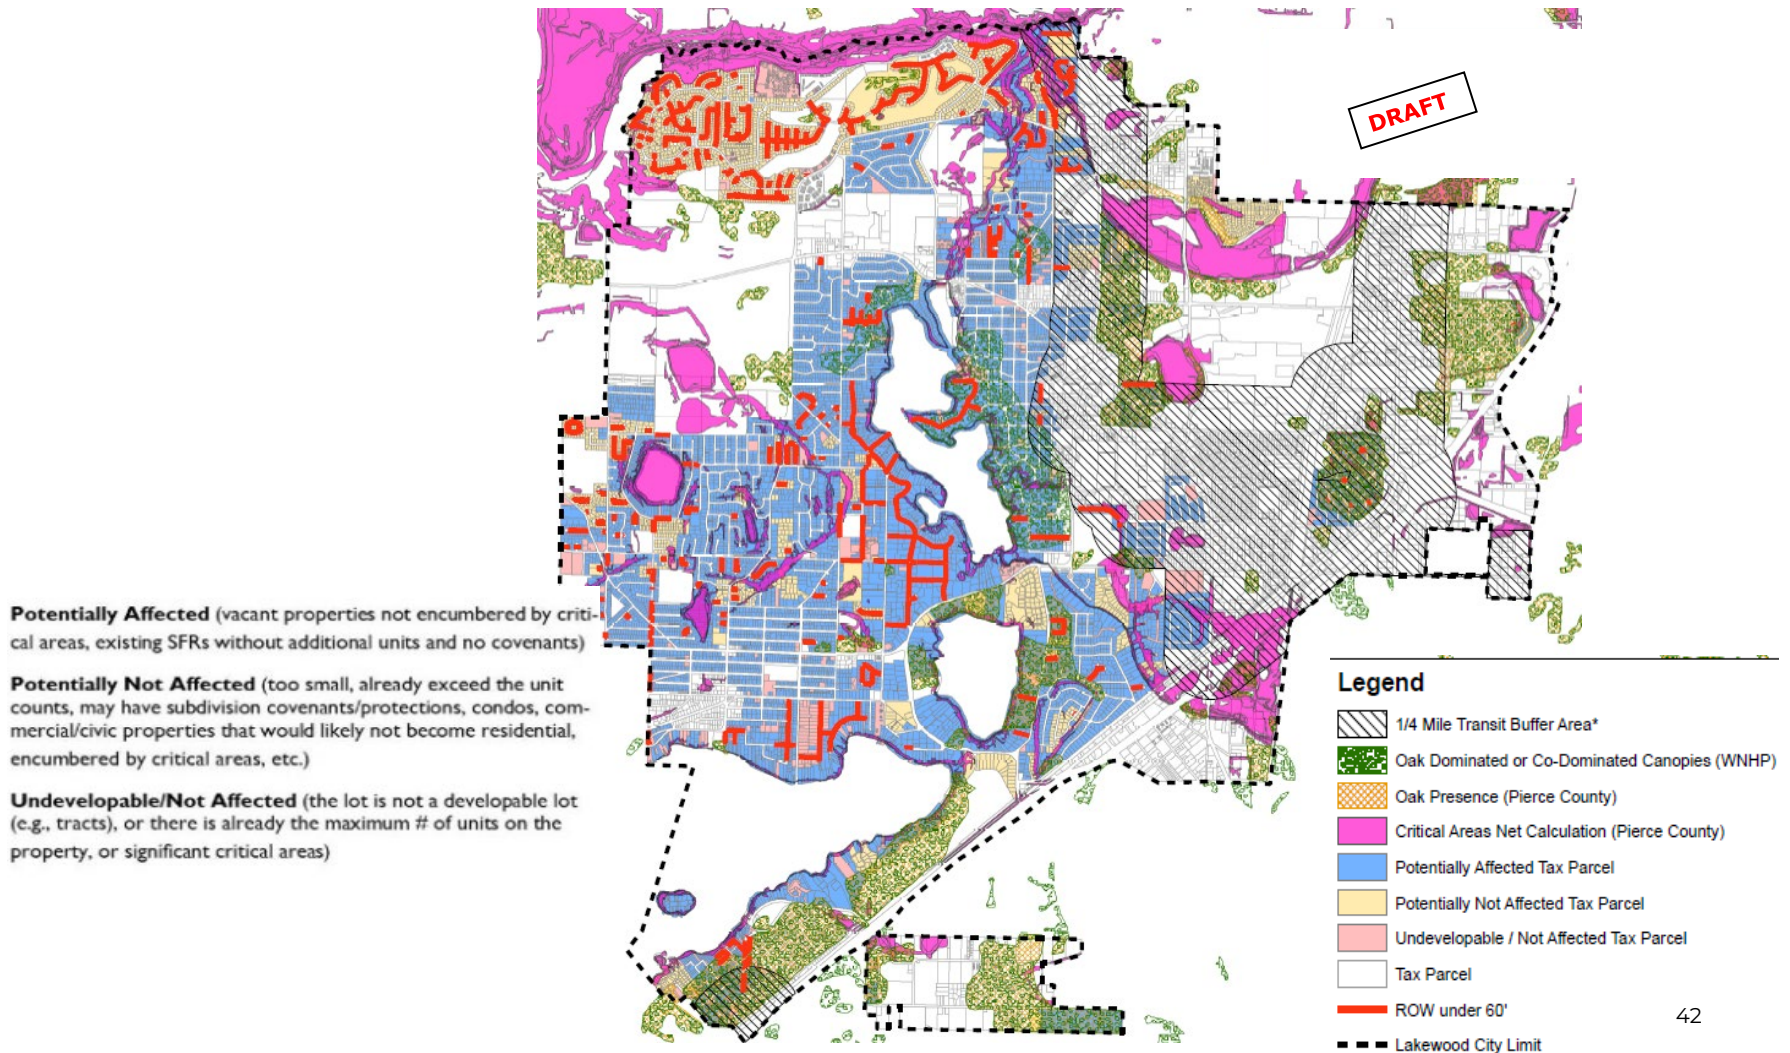 DRAFT
Potentially Affected (vacant properties not encumbered by criti-
cal areas, existing SFRs without additional units and no covenants)
Potentially Not Affected (too small, already exceed the unit
counts, may have subdivision covenants/protections, condos, com-
mercial/civic properties that would likely not become residential,
encumbered by critical areas, etc.)
Undevelopable/Not Affected (the lot is not a developable lot
(e.g., tracts), or there is already the maximum # of units on the
property, or significant critical areas)
Legend
1/4 Mile Transit Buffer Area*
Oak Dominated or Co-Dominated Canopies (WNHP)
Oak Presence (Pierce County)
Critical Areas Net Calculation (Pierce County)
Potentially Affected Tax Parcel
Potentially Not Affected Tax Parcel
Undevelopable / Not Affected Tax Parcel
Tax Parcel
ROW under 60'
Lakewood City Limit
42